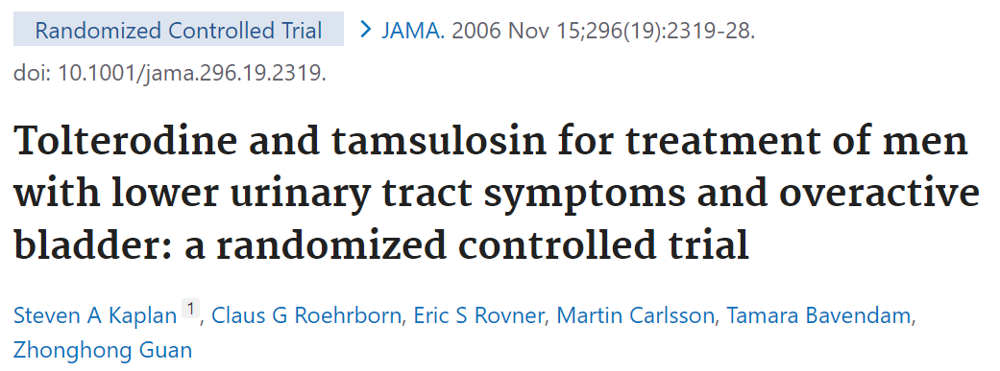 Randomized Controlled Trial > JAMA. 2006 Nov 15;296(19):2319-28.
doi: 10.1001/jama.296.19.2319.
Tolterodine and tamsulosin for treatment of men
with lower urinary tract symptoms and overactive
bladder: a randomized controlled trial
Steven A Kaplan 1, Claus G Roehrborn, Eric S Rovner, Martin Carlsson, Tamara Bavendam,
Zhonghong Guan